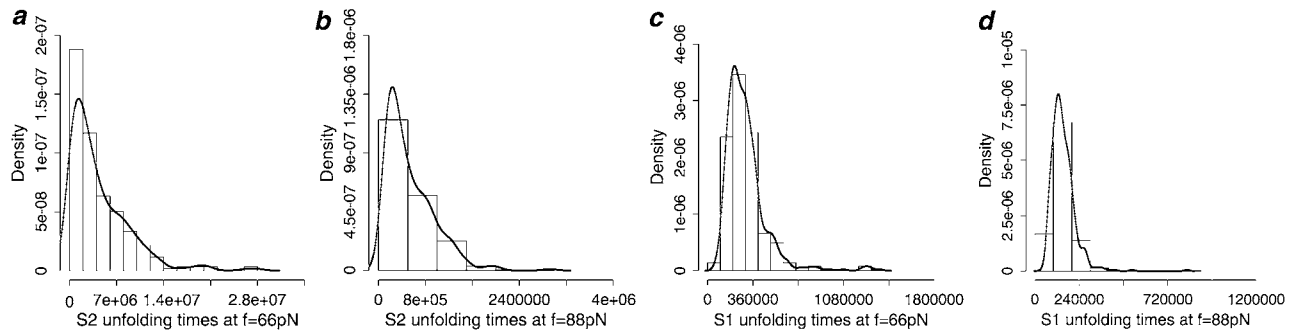 a
Density
0 5e-08 1e-07 1.5e-07 2e-07
0 7e+06 1.4e+07 2.8e+07
S2 unfolding times at f=66pN
b
Density
0 4.5e-07 9e-07 1.35e-06 1.8e-06
0 8e+05 2400000 4e+06
S2 unfolding times at f=88pN
c
Density
0 1e-06 2e-06 3e-06 4e-06
0 360000 1080000 1800000
S1 unfolding times at f=66pN
d
Density
0 2.5e-06 5e-06 7.5e-06 1e-05
0 240000 720000 1200000
S1 unfolding times at f=88pN